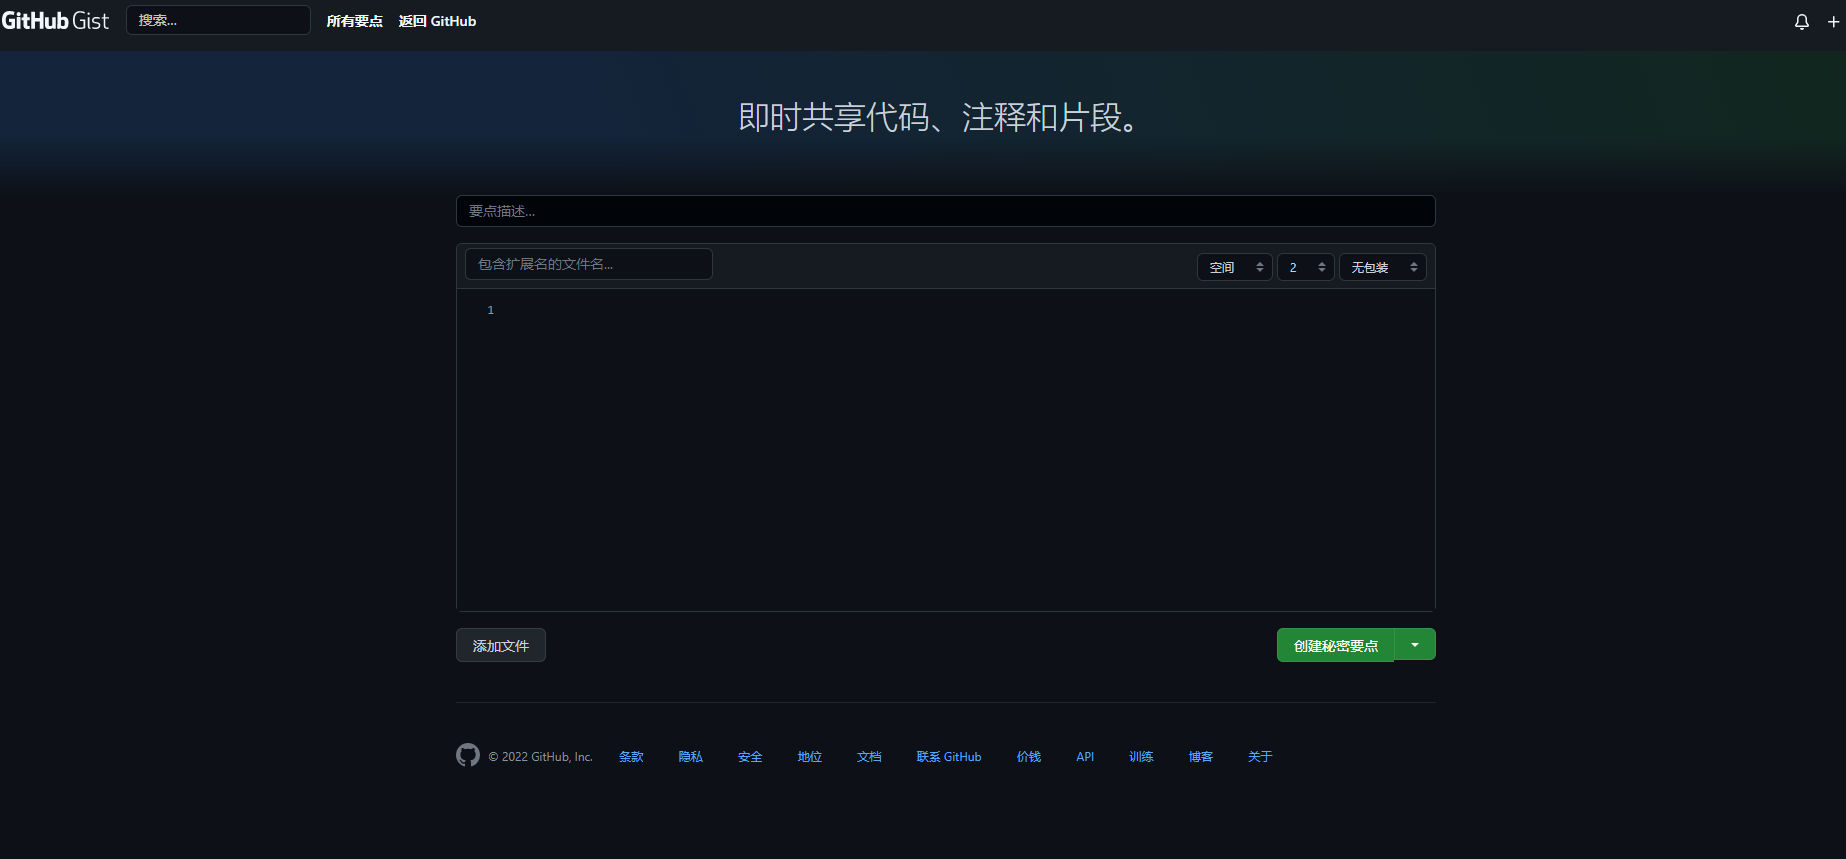 GitHub Gist 搜索... 所有要点 返回 GitHub
即时共享代码、注释和片段。
要点描述...
包含扩展名的文件名... 空间 2 无包装
1
添加文件 创建秘密要点
© 2022 GitHub, Inc. 条款 隐私 安全 地位 文档 联系 GitHub 价钱 API 训练 博客 关于